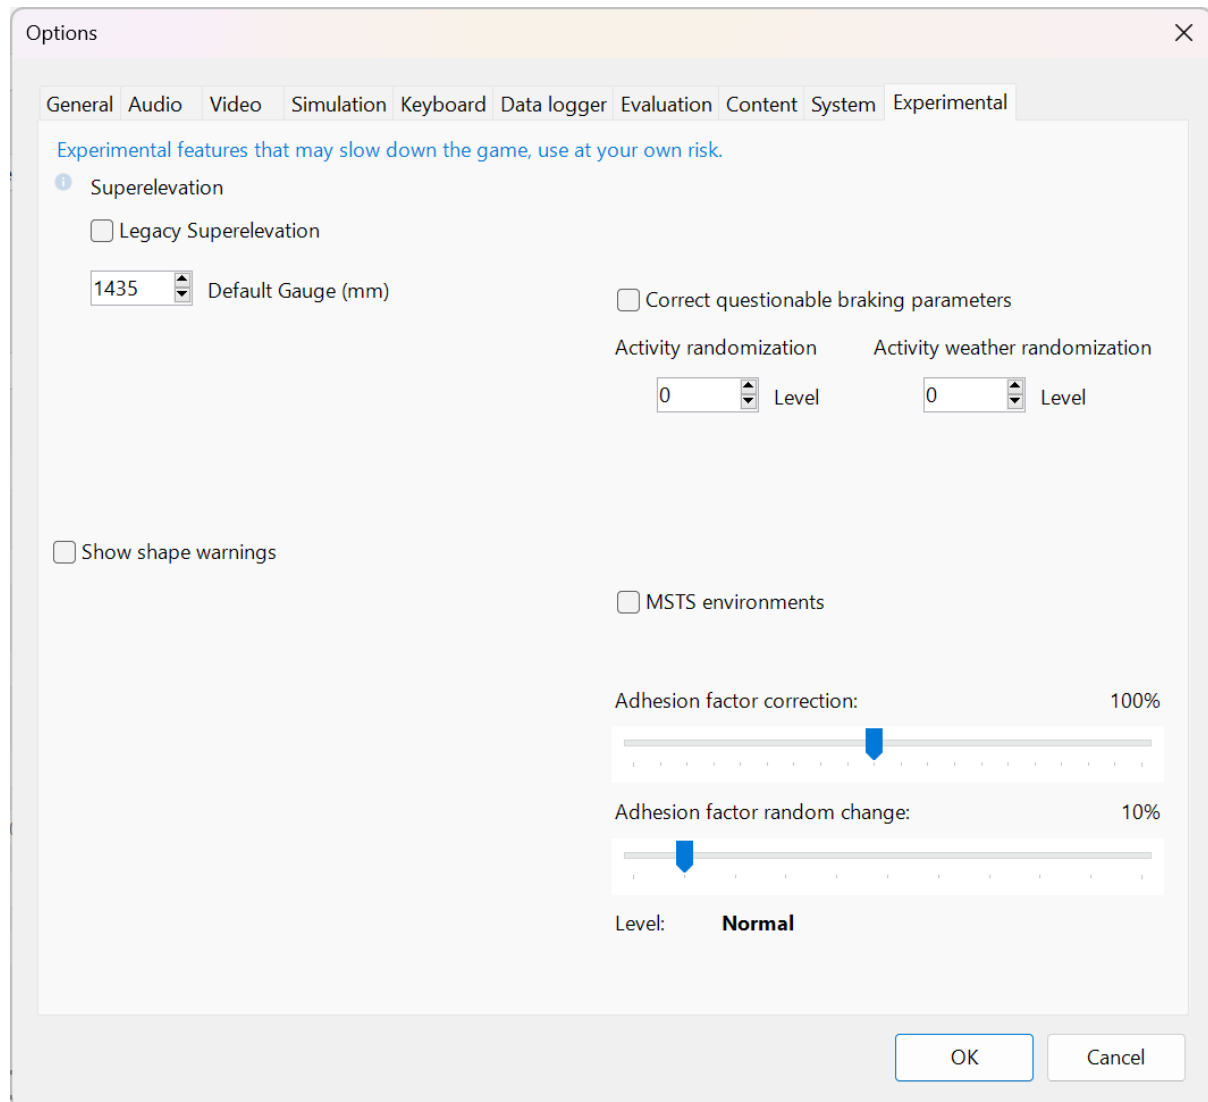 Options
General Audio Video Simulation Keyboard Data logger Evaluation Content System Experimental
Experimental features that may slow down the game, use at your own risk.
Superelevation
Legacy Superelevation
1435 Default Gauge (mm)
Correct questionable braking parameters
Activity randomization Activity weather randomization
0 Level 0 Level
Show shape warnings
MSTS environments
Adhesion factor correction: 100%
Adhesion factor random change: 10%
Level: Normal
OK Cancel